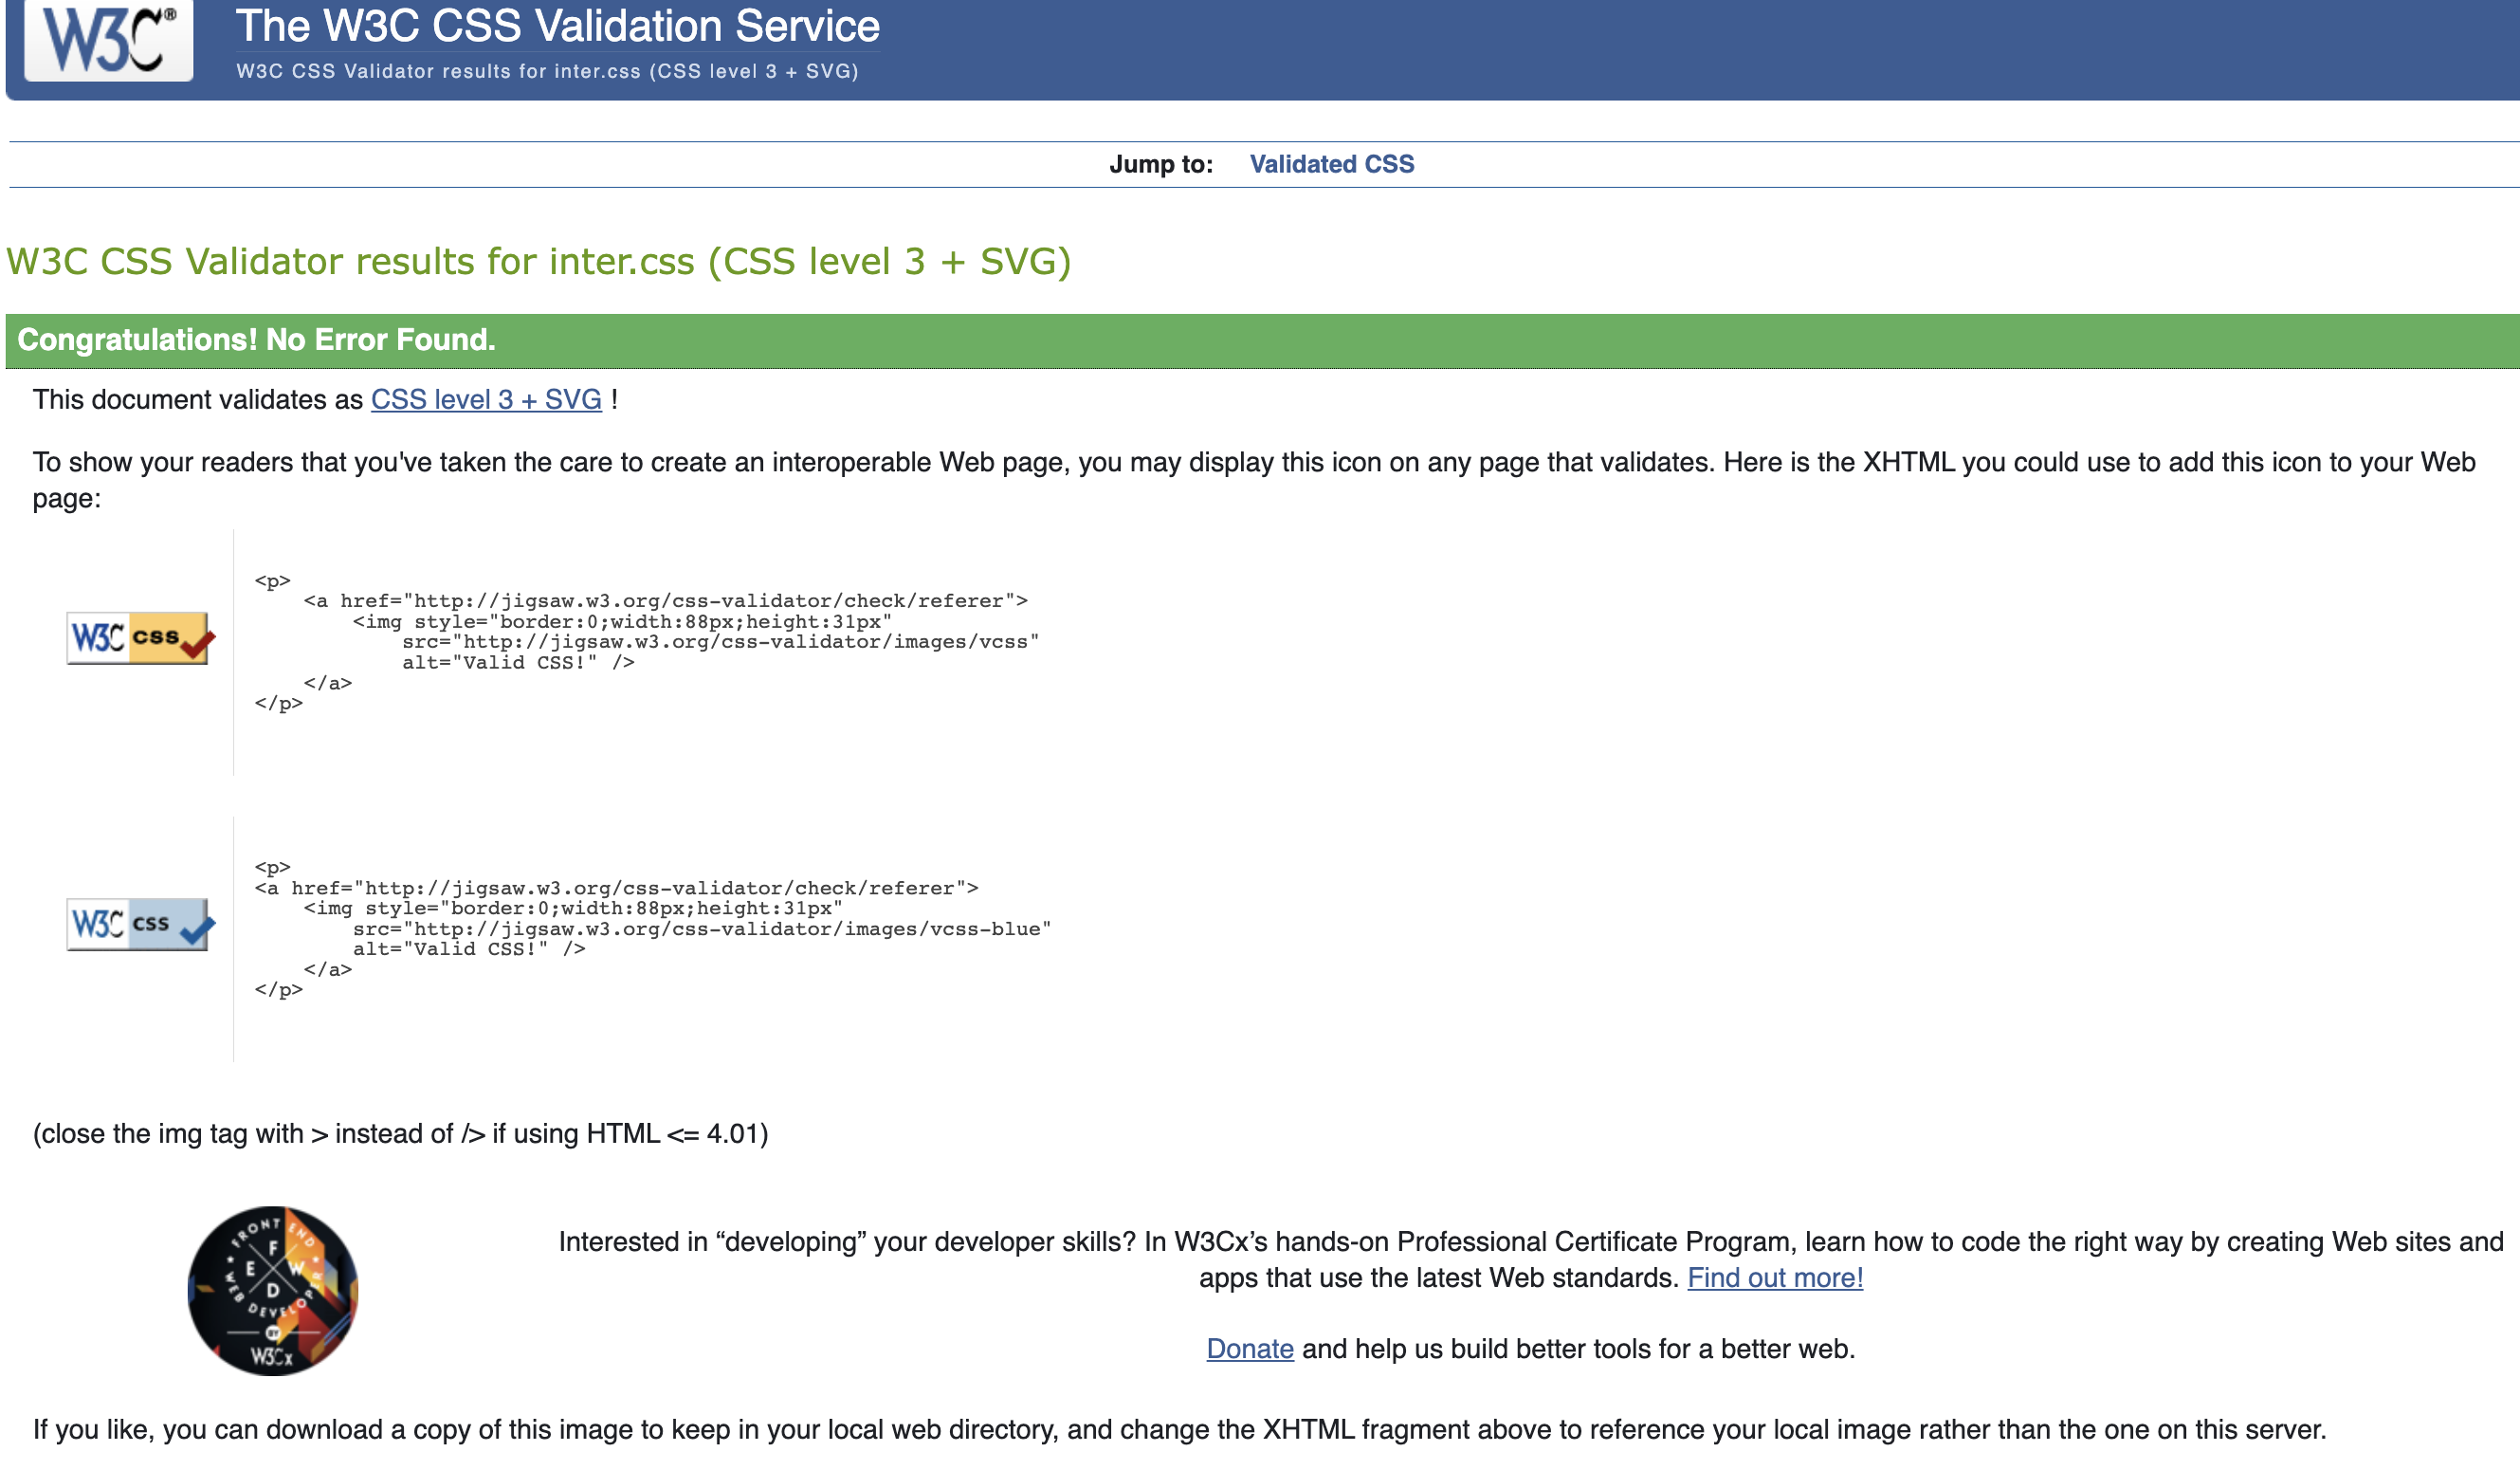 W3C®
The W3C CSS Validation Service
W3C CSS Validator results for inter.css (CSS level 3 + SVG)
Jump to: Validated CSS
W3C CSS Validator results for inter.css (CSS level 3 + SVG)
Congratulations! No Error Found.
This document validates as CSS level 3 + SVG !
To show your readers that you've taken the care to create an interoperable Web page, you may display this icon on any page that validates. Here is the XHTML you could use to add this icon to your Web
page:
W3C css
<p>
    <a href="http://jigsaw.w3.org/css-validator/check/referer">
        <img style="border:0;width:88px;height:31px"
            src="http://jigsaw.w3.org/css-validator/images/vcss"
            alt="Valid CSS!" />
    </a>
</p>
W3C css
<p>
<a href="http://jigsaw.w3.org/css-validator/check/referer">
    <img style="border:0;width:88px;height:31px"
        src="http://jigsaw.w3.org/css-validator/images/vcss-blue"
        alt="Valid CSS!" />
    </a>
</p>
(close the img tag with > instead of /> if using HTML <= 4.01)
FRONT END
WEB DEVELOPER
F
E W
D
BY
W3Cx
Interested in “developing” your developer skills? In W3Cx’s hands-on Professional Certificate Program, learn how to code the right way by creating Web sites and
apps that use the latest Web standards. Find out more!
Donate and help us build better tools for a better web.
If you like, you can download a copy of this image to keep in your local web directory, and change the XHTML fragment above to reference your local image rather than the one on this server.